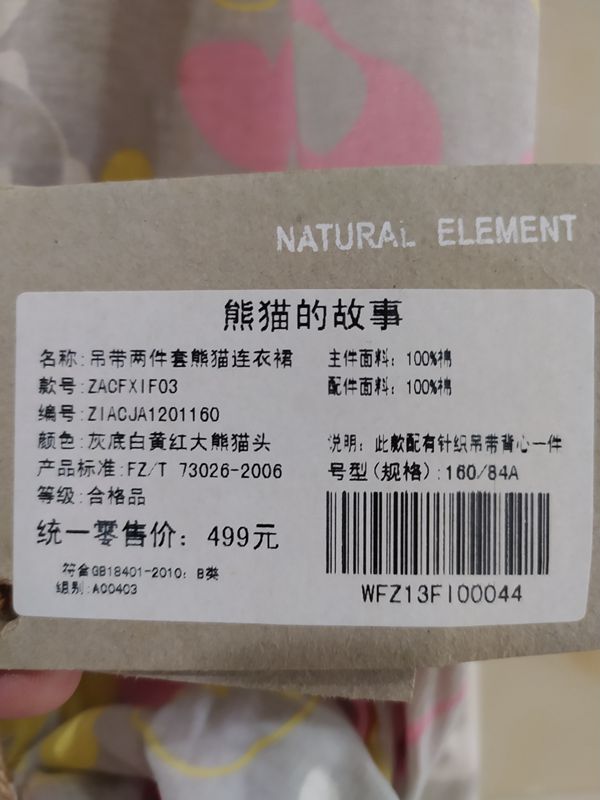 NATURAL ELEMENT
熊猫的故事
名称:吊带两件套熊猫连衣裙
款号:ZACFXIF03
编号:ZIACJA1201160
颜色:灰底白黄红大熊猫头
产品标准:FZ/T 73026-2006
等级:合格品
统一零售价: 499元
符合GB18401-2010: B类
组别:A00403
主件面料: 100%棉
配件面料: 100%棉
说明: 此款配有针织吊带背心一件
号型(规格):160/84A
WFZ13FI00044